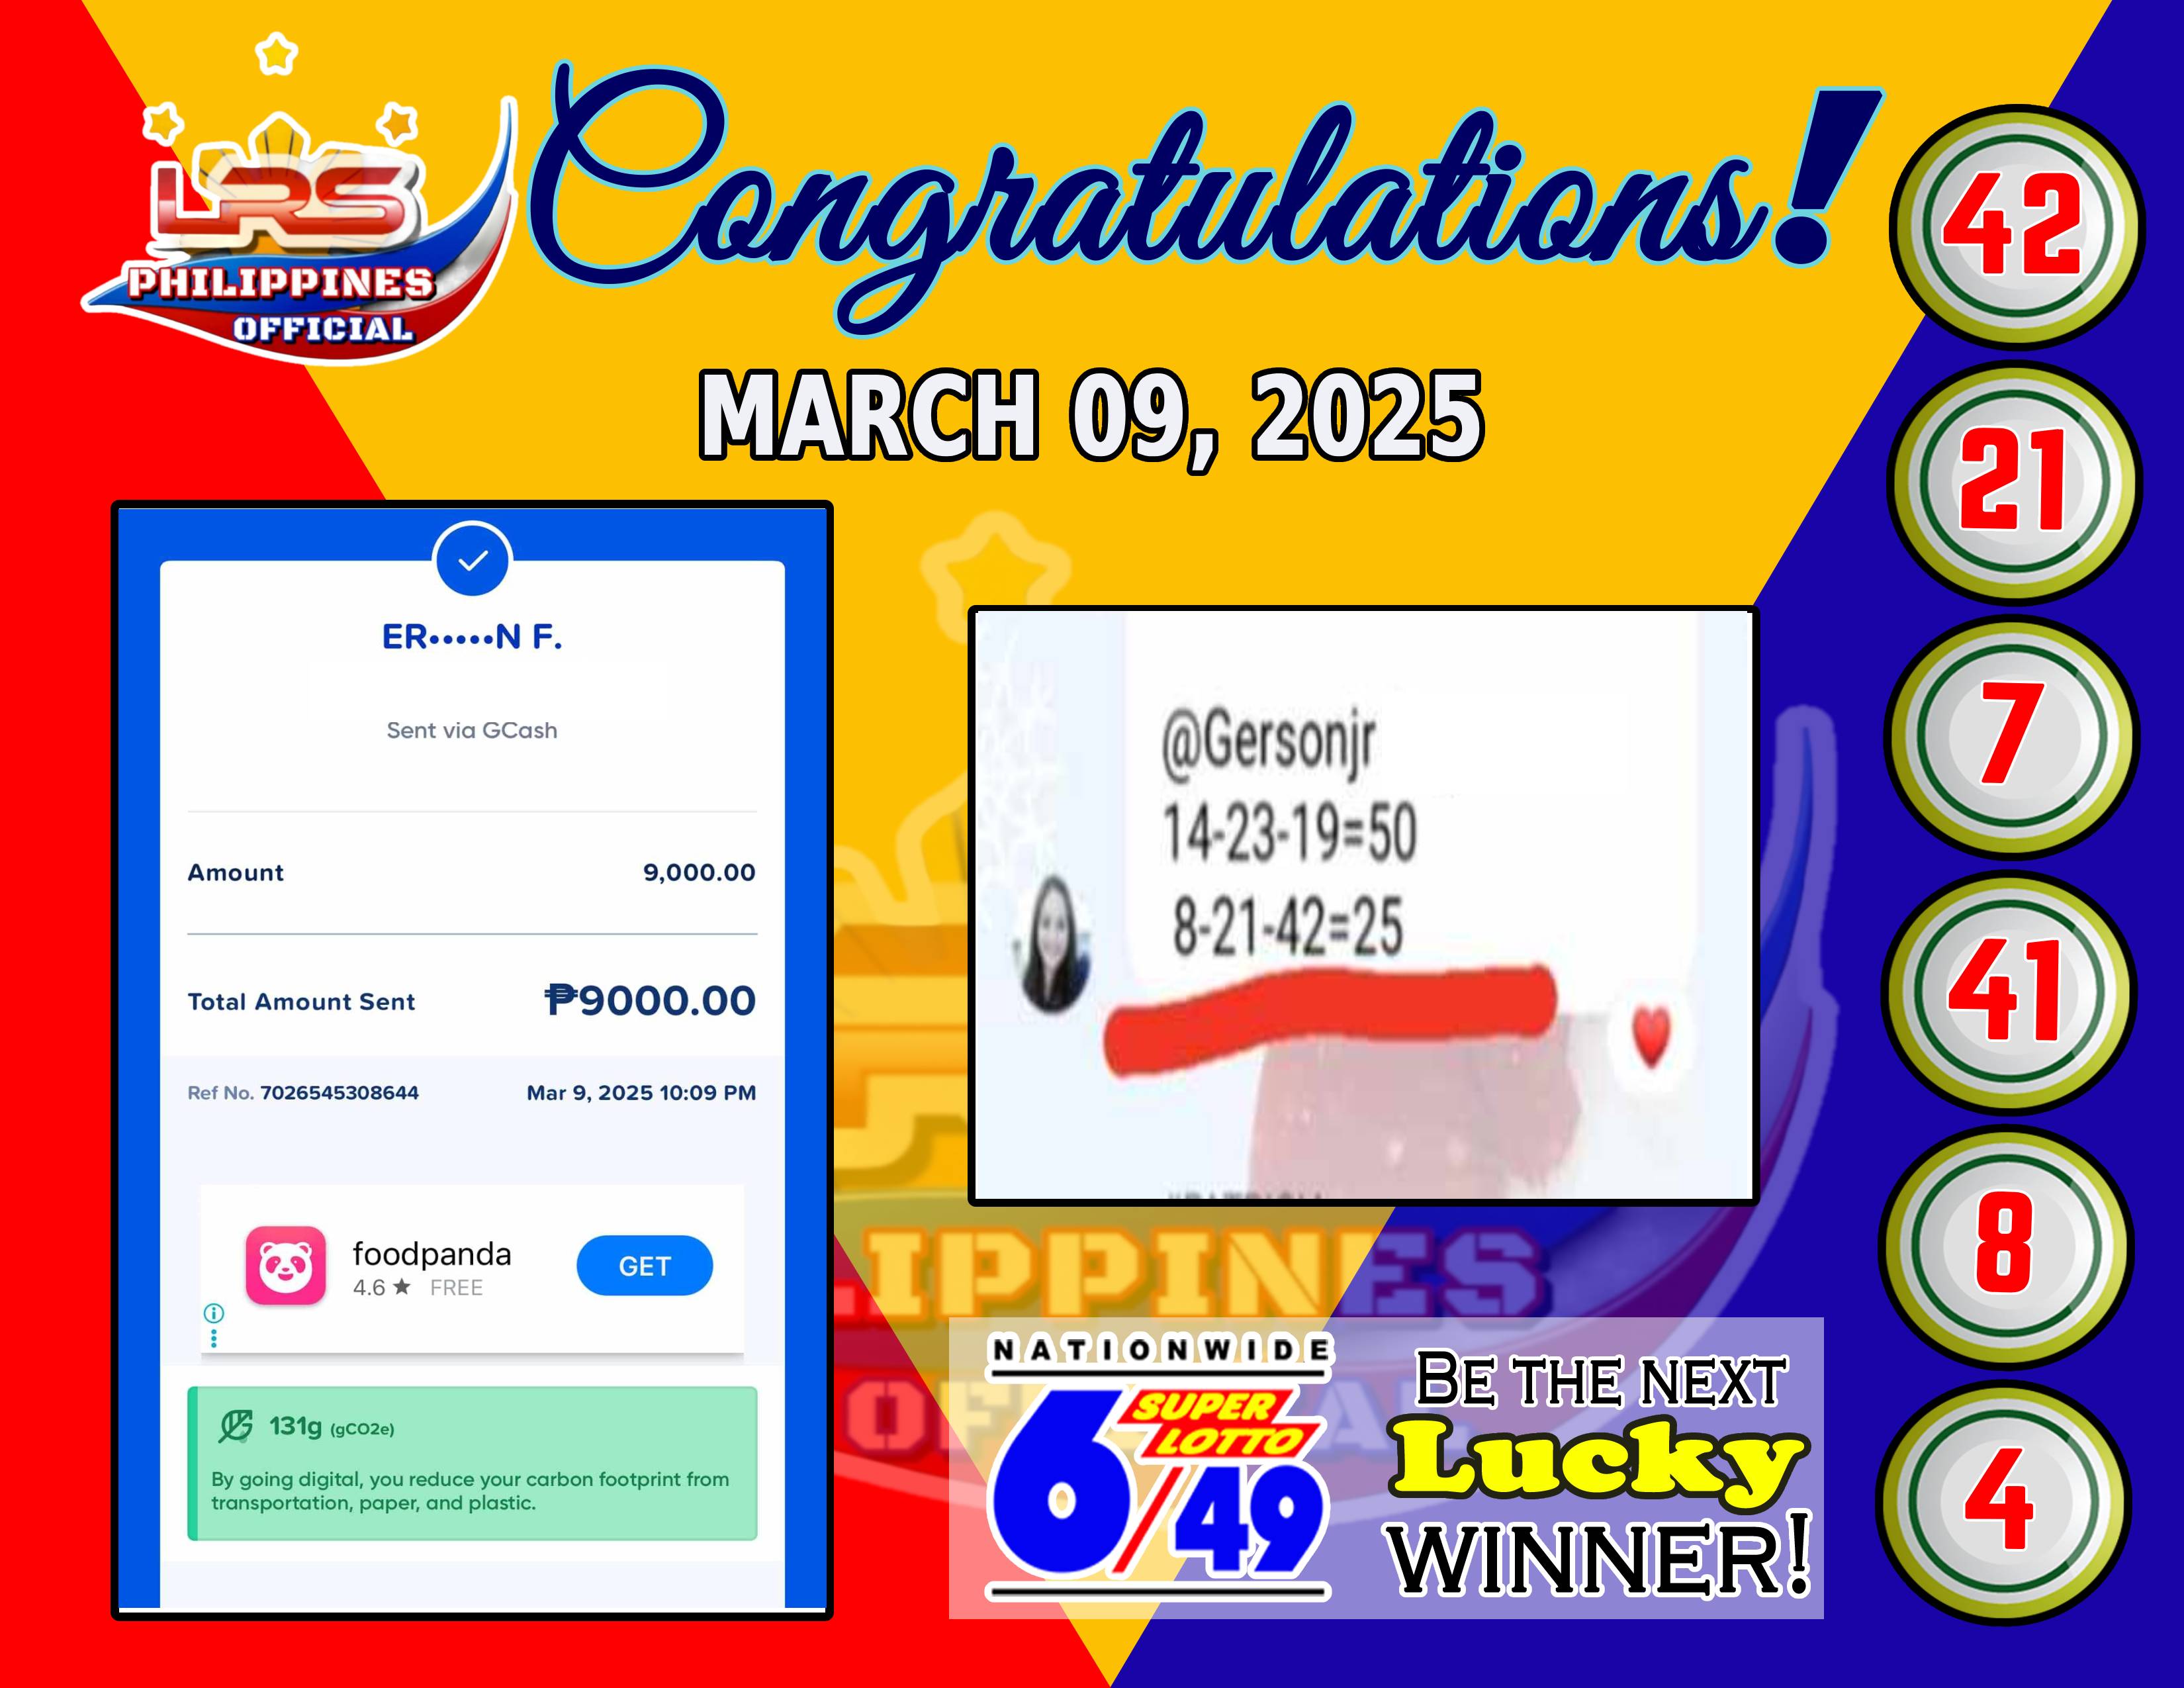 LRS
PHILIPPINES
OFFICIAL
Congratulations!
MARCH 09, 2025
ER•••••N F.
Sent via GCash
Amount 9,000.00
Total Amount Sent ₱9000.00
Ref No. 7026545308644 Mar 9, 2025 10:09 PM
foodpanda
4.6 ★ FREE
GET
131g (gCO2e)
By going digital, you reduce your carbon footprint from
transportation, paper, and plastic.
@Gersonjr
14-23-19=50
8-21-42=25
LIPPINES
NATIONWIDE
6/49
SUPER
LOTTO
BE THE NEXT
Lucky
WINNER!
42
21
7
41
8
4